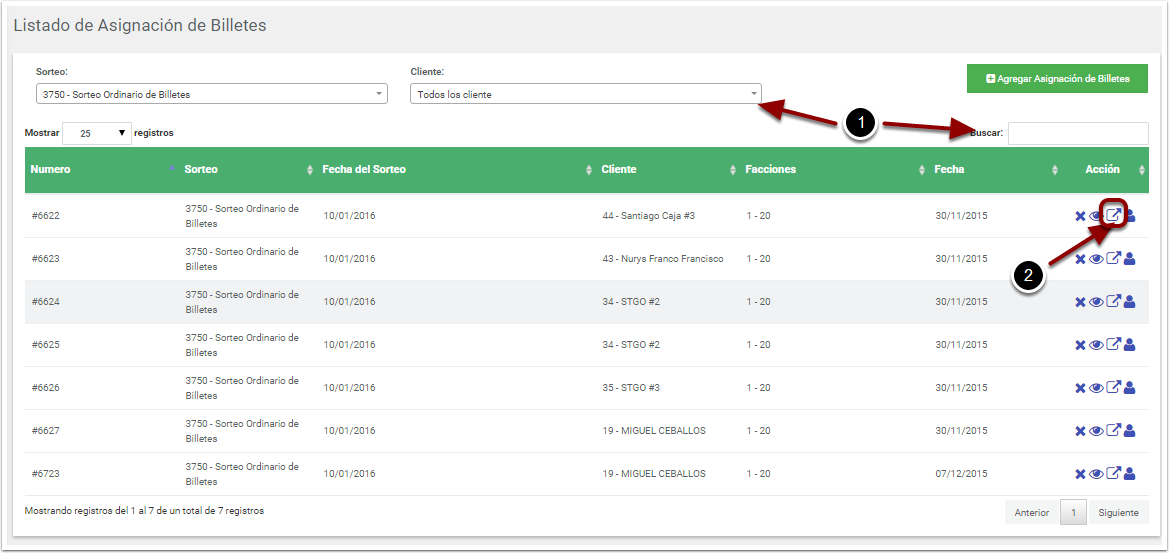 Listado de Asignación de Billetes
Sorteo:
Cliente:
3750 - Sorteo Ordinario de Billetes
Todos los cliente
Agregar Asignación de Billetes
1
Mostrar 25 registros
Buscar:
Numero Sorteo Fecha del Sorteo Cliente Facciones Fecha Acción
#6622 3750 - Sorteo Ordinario de Billetes 10/01/2016 44 - Santiago Caja #3 1 - 20 30/11/2015
#6623 3750 - Sorteo Ordinario de Billetes 10/01/2016 43 - Nurys Franco Francisco 1 - 20 30/11/2015
2
#6624 3750 - Sorteo Ordinario de Billetes 10/01/2016 34 - STGO #2 1 - 20 30/11/2015
#6625 3750 - Sorteo Ordinario de Billetes 10/01/2016 34 - STGO #2 1 - 20 30/11/2015
#6626 3750 - Sorteo Ordinario de Billetes 10/01/2016 35 - STGO #3 1 - 20 30/11/2015
#6627 3750 - Sorteo Ordinario de Billetes 10/01/2016 19 - MIGUEL CEBALLOS 1 - 20 30/11/2015
#6723 3750 - Sorteo Ordinario de Billetes 10/01/2016 19 - MIGUEL CEBALLOS 1 - 20 07/12/2015
Mostrando registros del 1 al 7 de un total de 7 registros
Anterior 1 Siguiente